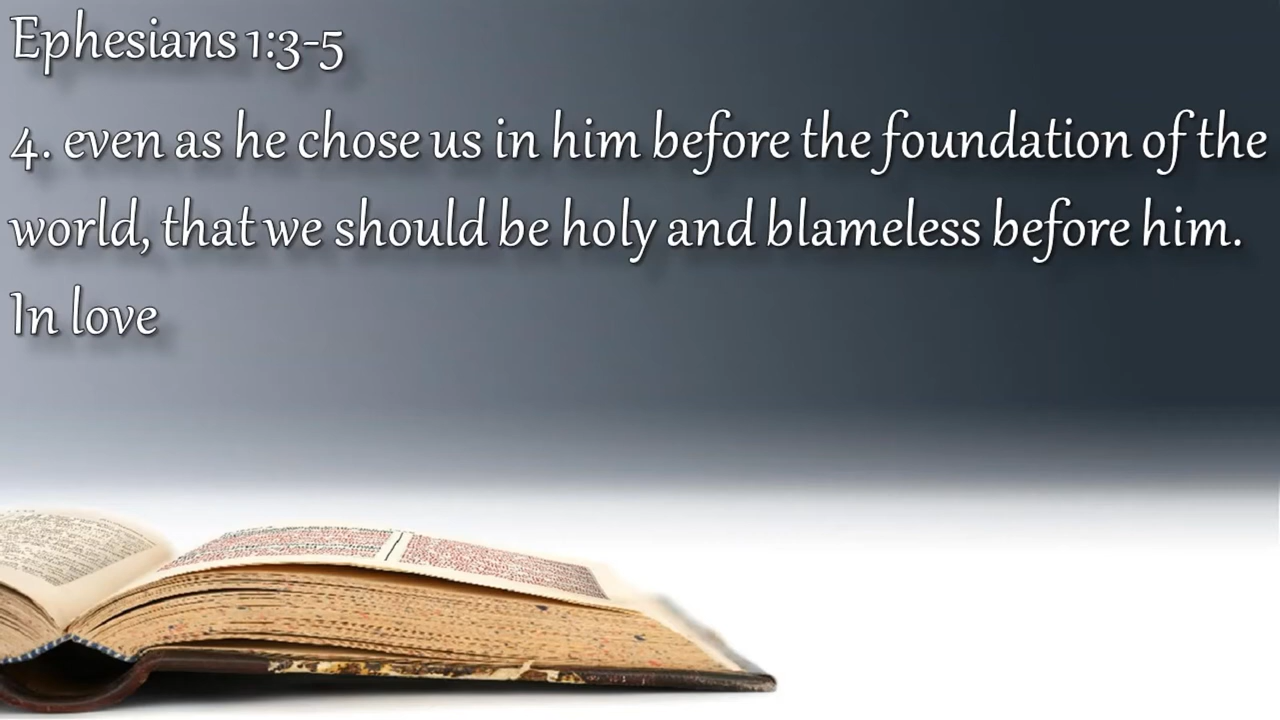 Ephesians 1:3-5
4. even as he chose us in him before the foundation of the
world, that we should be holy and blameless before him.
In love